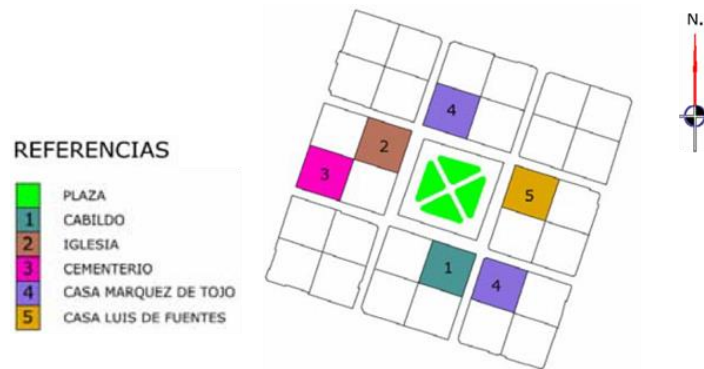 N.
4
2
3
5
1
4
REFERENCIAS
PLAZA
1 CABILDO
2 IGLESIA
3 CEMENTERIO
4 CASA MARQUEZ DE TOJO
5 CASA LUIS DE FUENTES